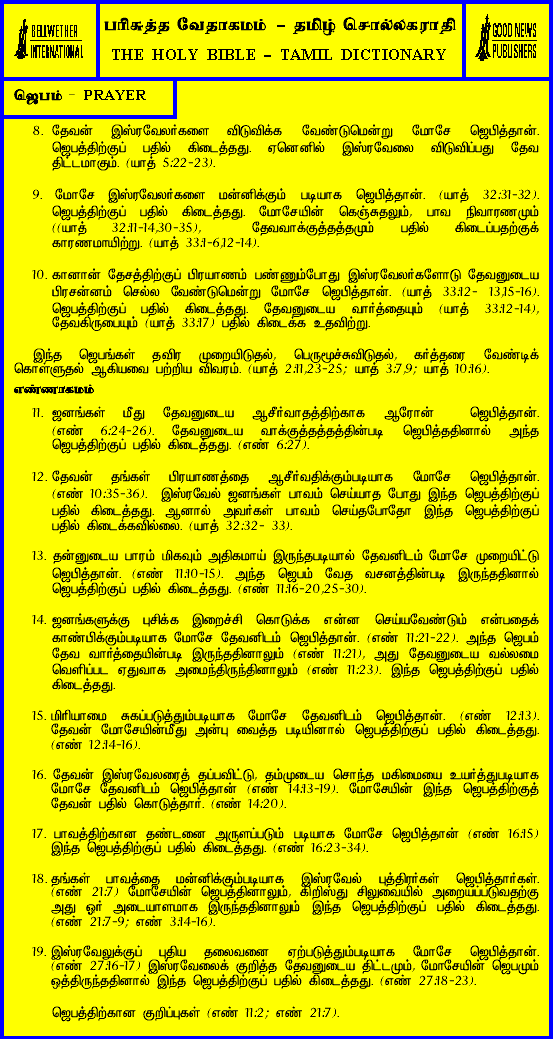 BELLWETHER
INTERNATIONAL
பரிசுத்த வேதாகமம் – தமிழ் சொல்லகராதி
THE HOLY BIBLE – TAMIL DICTIONARY
GOOD NEWS
PUBLISHERS
ஜெபம் - PRAYER
8. தேவன் இஸ்ரவேலர்களை விடுவிக்க வேண்டுமென்று மோசே ஜெபித்தான்.
ஜெபத்திற்குப் பதில் கிடைத்தது. ஏனெனில் இஸ்ரவேலை விடுவிப்பது தேவ
திட்டமாகும். (யாத் 5:22-23).
9. மோசே இஸ்ரவேலர்களை மன்னிக்கும் படியாக ஜெபித்தான். (யாத் 32:31-32).
ஜெபத்திற்குப் பதில் கிடைத்தது. மோசேயின் கெஞ்சுதலும், பாவ நிவாரணமும்
((யாத் 32:11-14,30-35), தேவவாக்குத்தத்தமும் பதில் கிடைப்பதற்குக்
காரணமாயிற்று. (யாத் 33:1-6,12-14).
10. கானான் தேசத்திற்குப் பிரயாணம் பண்ணும்போது இஸ்ரவேலர்களோடு தேவனுடைய
பிரசன்னம் செல்ல வேண்டுமென்று மோசே ஜெபித்தான். (யாத் 33:12- 13,15-16).
ஜெபத்திற்குப் பதில் கிடைத்தது. தேவனுடைய வார்த்தையும் (யாத் 33:12-14),
தேவகிருபையும் (யாத் 33:17) பதில் கிடைக்க உதவிற்று.
இந்த ஜெபங்கள் தவிர முறையிடுதல், பெருமூச்சுவிடுதல், கர்த்தரை வேண்டிக்
கொள்ளுதல் ஆகியவை பற்றிய விவரம். (யாத் 2:11,23-25; யாத் 3:7,9; யாத் 10:16).
எண்ணாகமம்
11. ஜனங்கள் மீது தேவனுடைய ஆசீர்வாதத்திற்காக ஆரோன் ஜெபித்தான்.
(எண் 6:24-26). தேவனுடைய வாக்குத்தத்தத்தின்படி ஜெபித்ததினால் அந்த
ஜெபத்திற்குப் பதில் கிடைத்தது. (எண் 6:27).
12. தேவன் தங்கள் பிரயாணத்தை ஆசீர்வதிக்கும்படியாக மோசே ஜெபித்தான்.
(எண் 10:35-36). இஸ்ரவேல் ஜனங்கள் பாவம் செய்யாத போது இந்த ஜெபத்திற்குப்
பதில் கிடைத்தது. ஆனால் அவர்கள் பாவம் செய்தபோதோ இந்த ஜெபத்திற்குப்
பதில் கிடைக்கவில்லை. (யாத் 32:32- 33).
13. தன்னுடைய பாரம் மிகவும் அதிகமாய் இருந்தபடியால் தேவனிடம் மோசே முறையிட்டு
ஜெபித்தான். (எண் 11:10-15). அந்த ஜெபம் வேத வசனத்தின்படி இருந்ததினால்
ஜெபத்திற்குப் பதில் கிடைத்தது. (எண் 11:16-20,25-30).
14. ஜனங்களுக்கு புசிக்க இறைச்சி கொடுக்க என்ன செய்யவேண்டும் என்பதைக்
காண்பிக்கும்படியாக மோசே தேவனிடம் ஜெபித்தான். (எண் 11:21-22). அந்த ஜெபம்
தேவ வார்த்தையின்படி இருந்ததினாலும் (எண் 11:21), அது தேவனுடைய வல்லமை
வெளிப்பட ஏதுவாக அமைந்திருந்தினாலும் (எண் 11:23). இந்த ஜெபத்திற்குப் பதில்
கிடைத்தது.
15. மிரியாமை சுகப்படுத்தும்படியாக மோசே தேவனிடம் ஜெபித்தான். (எண் 12:13).
தேவன் மோசேயின்மீது அன்பு வைத்த படியினால் ஜெபத்திற்குப் பதில் கிடைத்தது.
(எண் 12:14-16).
16. தேவன் இஸ்ரவேலரைத் தப்பவிட்டு, தம்முடைய சொந்த மகிமையை உயர்த்துபடியாக
மோசே தேவனிடம் ஜெபித்தான் (எண் 14:13-19). மோசேயின் இந்த ஜெபத்திற்குத்
தேவன் பதில் கொடுத்தார். (எண் 14:20).
17. பாவத்திற்கான தண்டனை அருளப்படும் படியாக மோசே ஜெபித்தான் (எண் 16:15)
இந்த ஜெபத்திற்குப் பதில் கிடைத்தது. (எண் 16:23-34).
18. தங்கள் பாவத்தை மன்னிக்கும்படியாக இஸ்ரவேல் புத்திரர்கள் ஜெபித்தார்கள்.
(எண் 21:7) மோசேயின் ஜெபத்தினாலும், கிறிஸ்து சிலுவையில் அறையப்படுவதற்கு
அது ஓர் அடையாளமாக இருந்ததினாலும் இந்த ஜெபத்திற்குப் பதில் கிடைத்தது.
(எண் 21:7-9; எண் 3:14-16).
19. இஸ்ரவேலுக்குப் புதிய தலைவனை ஏற்படுத்தும்படியாக மோசே ஜெபித்தான்.
(எண் 27:16-17) இஸ்ரவேலைக் குறித்த தேவனுடைய திட்டமும், மோசேயின் ஜெபமும்
ஒத்திருந்ததினால் இந்த ஜெபத்திற்குப் பதில் கிடைத்தது. (எண் 27:18-23).
ஜெபத்திற்கான குறிப்புகள் (எண் 11:2; எண் 21:7).